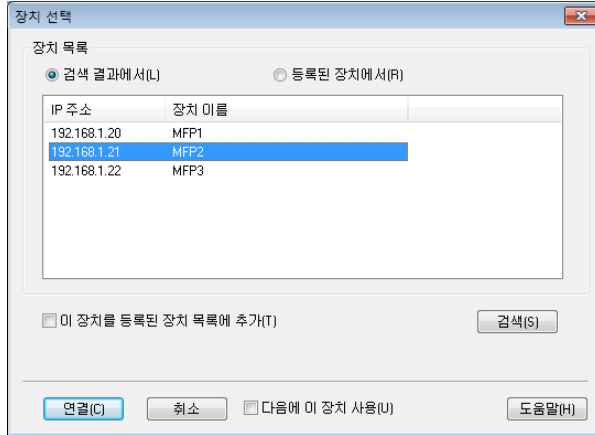 장치 선택
장치 목록
검색 결과에서(L) 등록된 장치에서(R)
IP 주소 장치 이름
192.168.1.20 MFP1
192.168.1.21 MFP2
192.168.1.22 MFP3
이 장치를 등록된 장치 목록에 추가(T) 검색(S)
연결(C) 취소 다음에 이 장치 사용(U) 도움말(H)